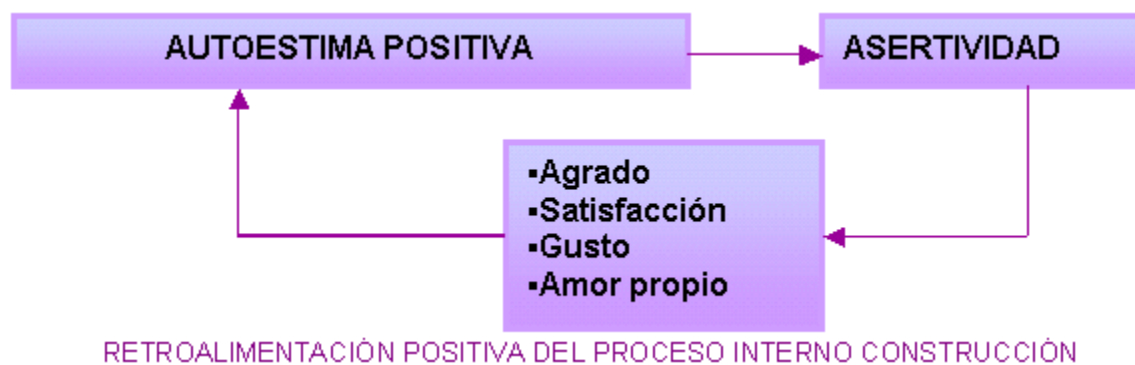 AUTOESTIMA POSITIVA
ASERTIVIDAD
▪Agrado
▪Satisfacción
▪Gusto
▪Amor propio
RETROALIMENTACIÓN POSITIVA DEL PROCESO INTERNO CONSTRUCCIÓN